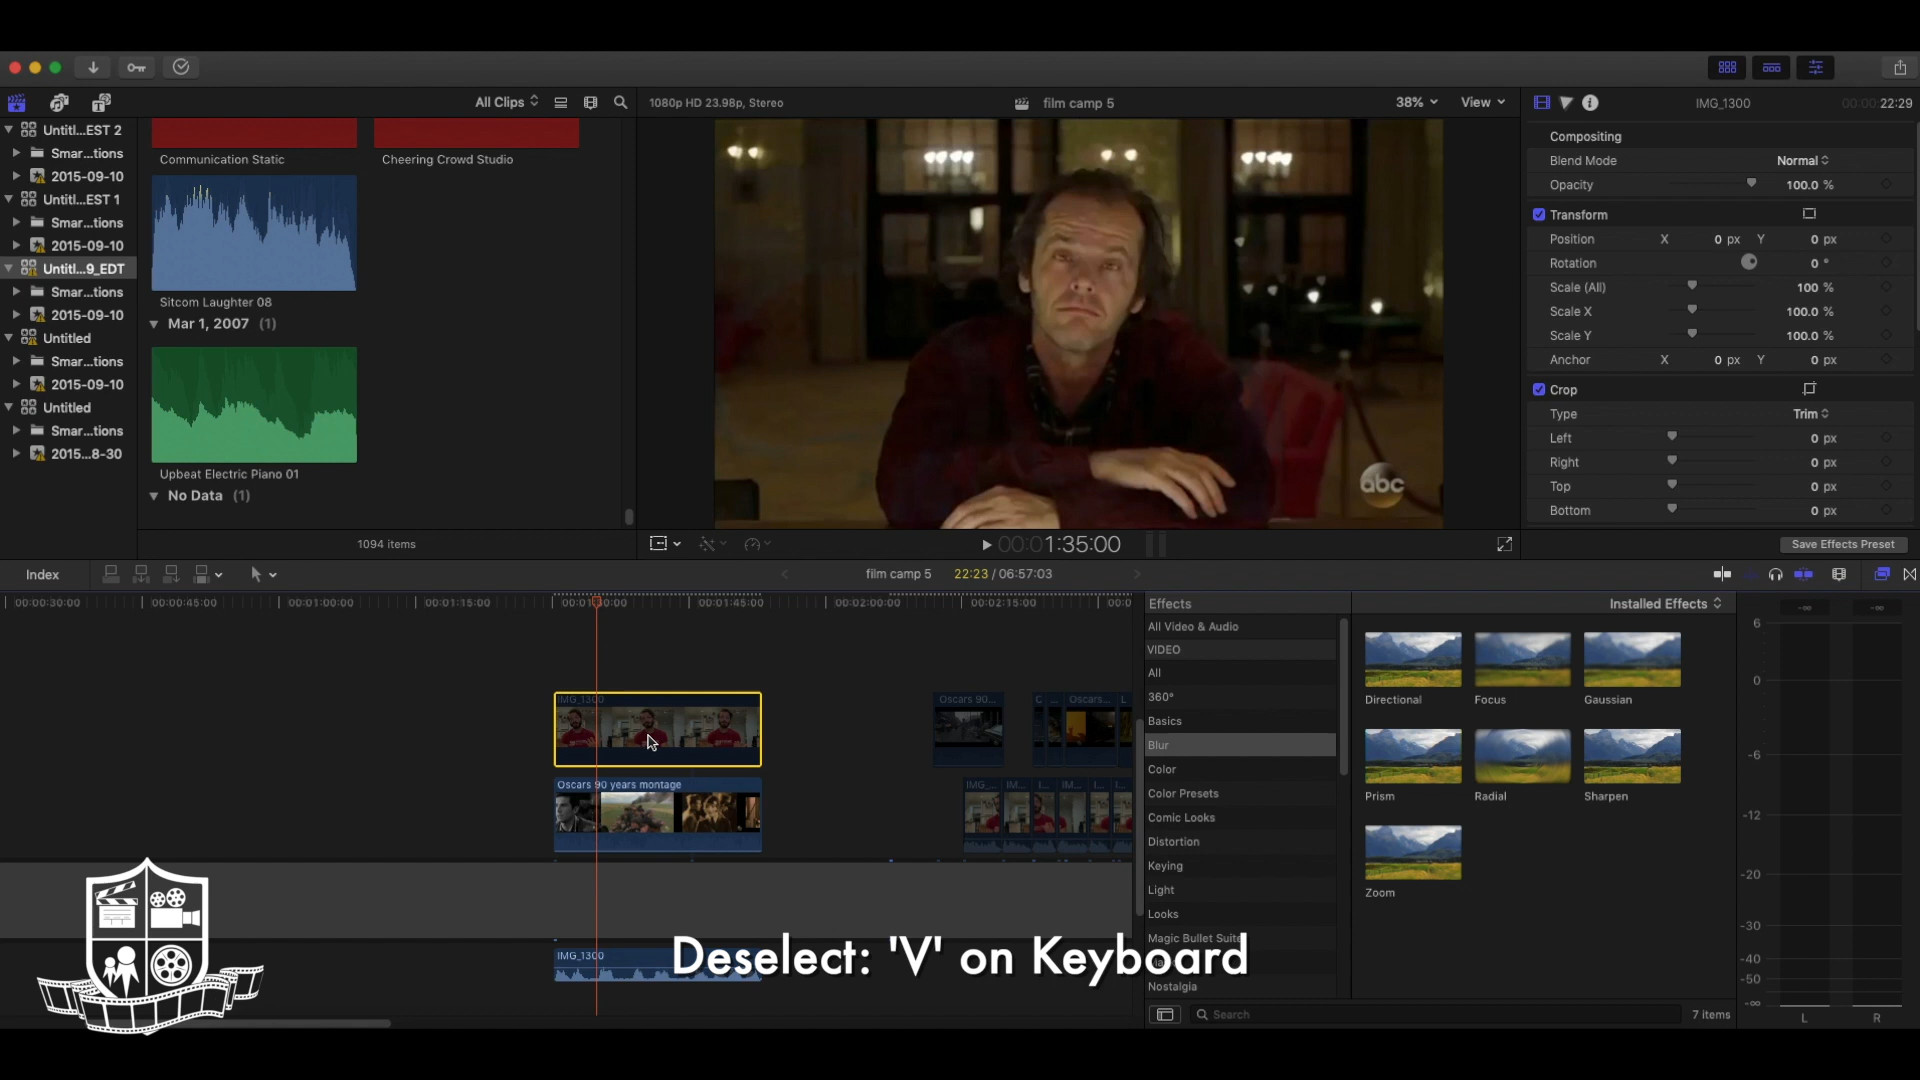 All Clips
1080p HD 23.98p, Stereo
film camp 5
38%
View
IMG_1300
00:00:22:29
Untitl...EST 2
Smar...tions
2015-09-10
Untitl...EST 1
Smar...tions
2015-09-10
Untitl...9_EDT
Smar...tions
2015-09-10
Untitled
Smar...tions
2015-09-10
Untitled
Smar...tions
2015...8-30
Communication Static
Cheering Crowd Studio
Sitcom Laughter 08
Mar 1, 2007 (1)
Upbeat Electric Piano 01
No Data (1)
1094 items
abc
00:00:1:35:00
Compositing
Blend Mode
Normal
Opacity
100.0 %
Transform
Position X 0 px Y 0 px
Rotation 0 °
Scale (All) 100 %
Scale X 100.0 %
Scale Y 100.0 %
Anchor X 0 px Y 0 px
Crop
Type Trim
Left 0 px
Right 0 px
Top 0 px
Bottom 0 px
Save Effects Preset
Index
film camp 5
22:23 / 06:57:03
00:00:30:00
00:00:45:00
00:01:00:00
00:01:15:00
00:01:45:00
00:02:00:00
00:02:15:00
IMG_1300
Oscars 90...
Oscars...
Oscars 90 years montage
IMG_...
IM...
IMG_1300
Deselect: 'V' on Keyboard
Effects
Installed Effects
All Video & Audio
VIDEO
All
360°
Basics
Blur
Color
Color Presets
Comic Looks
Distortion
Keying
Light
Looks
Magic Bullet Suite
Nostalgia
Directional
Focus
Gaussian
Prism
Radial
Sharpen
Zoom
Search
7 items
6
0
-6
-12
-20
-30
-40
-50
-∞
L
R